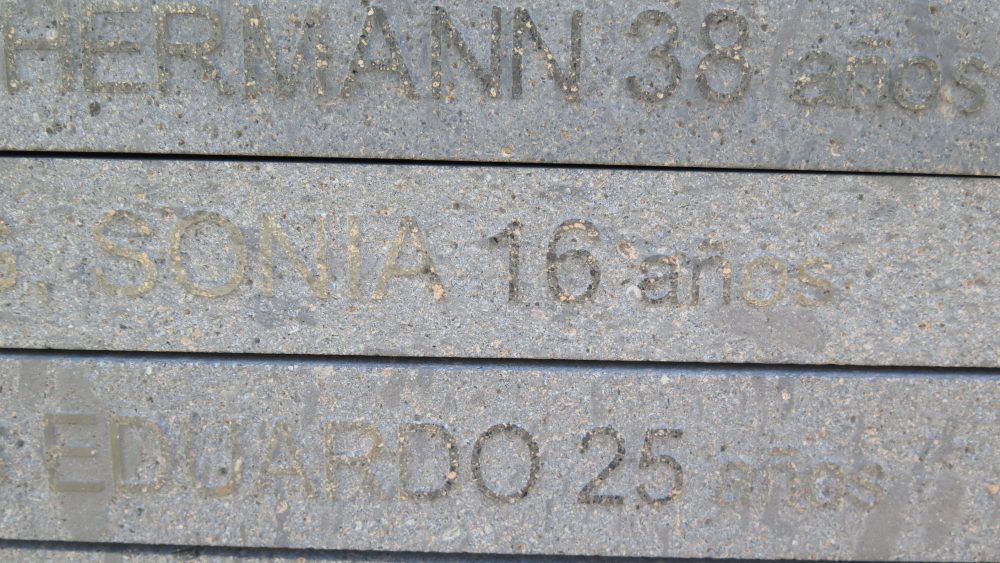 HERMANN 38 años
G, SONIA 16 años
EDUARDO 25 años